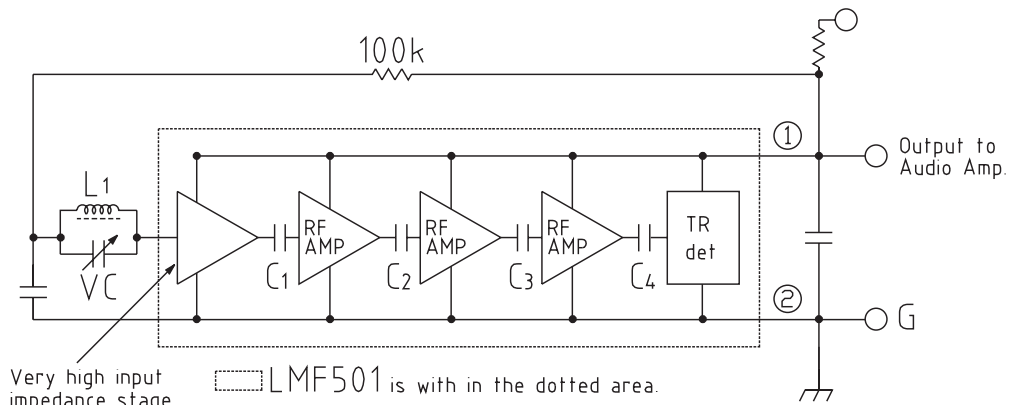 100k
①
Output to
Audio Amp.
L1
VC
RF
AMP
RF
AMP
RF
AMP
TR
det
C1
C2
C3
C4
②
G
Very high input
impedance stage
LMF501 is with in the dotted area.